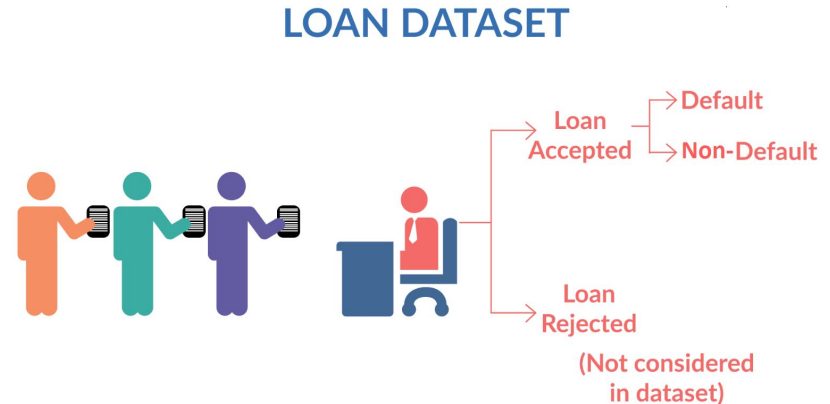 LOAN DATASET
Loan
Accepted
Default
Non-Default
Loan
Rejected
(Not considered
in dataset)